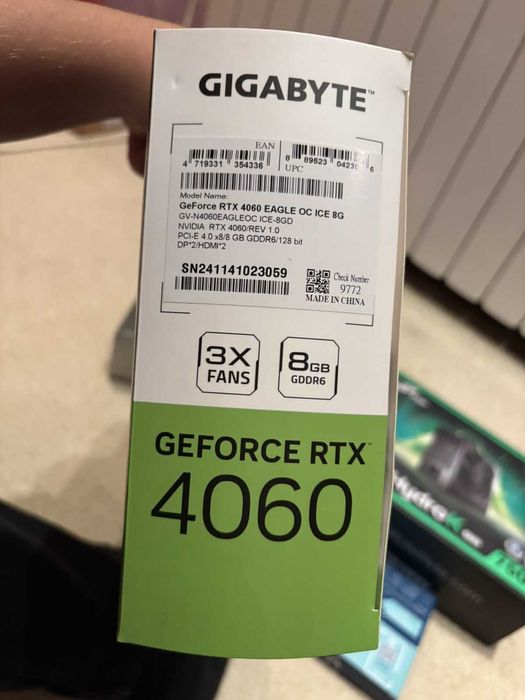 GIGABYTE™
EAN
4 719331 354336
UPC
Model Name:
GeForce RTX 4060 EAGLE OC ICE 8G
GV-N4060EAGLEOC ICE-8GD
NVIDIA RTX 4060/REV 1.0
PCI-E 4.0 x8/8 GB GDDR6/128 bit
DP*2/HDMI*2
SN241141023059
Check Number
9772
MADE IN CHINA
3X
FANS
8GB
GDDR6
GEFORCE RTX™
4060